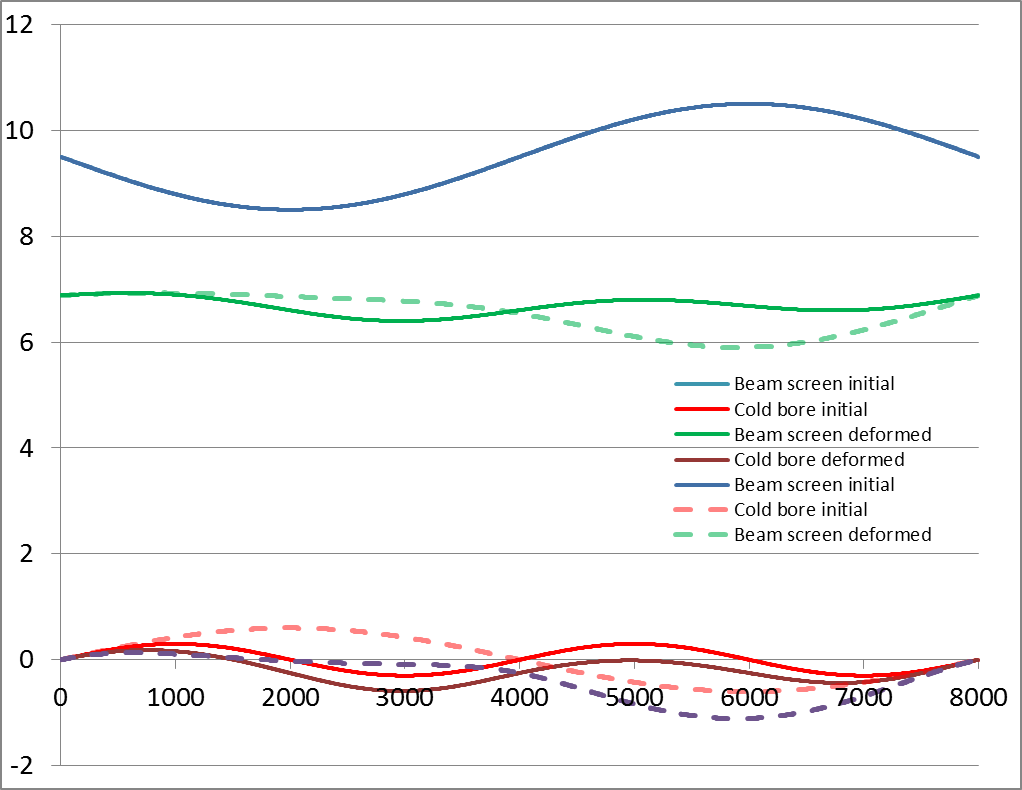 12
10
8
6
4
2
0
-2
0 1000 2000 3000 4000 5000 6000 7000 8000
Beam screen initial
Cold bore initial
Beam screen deformed
Cold bore deformed
Beam screen initial
Cold bore initial
Beam screen deformed